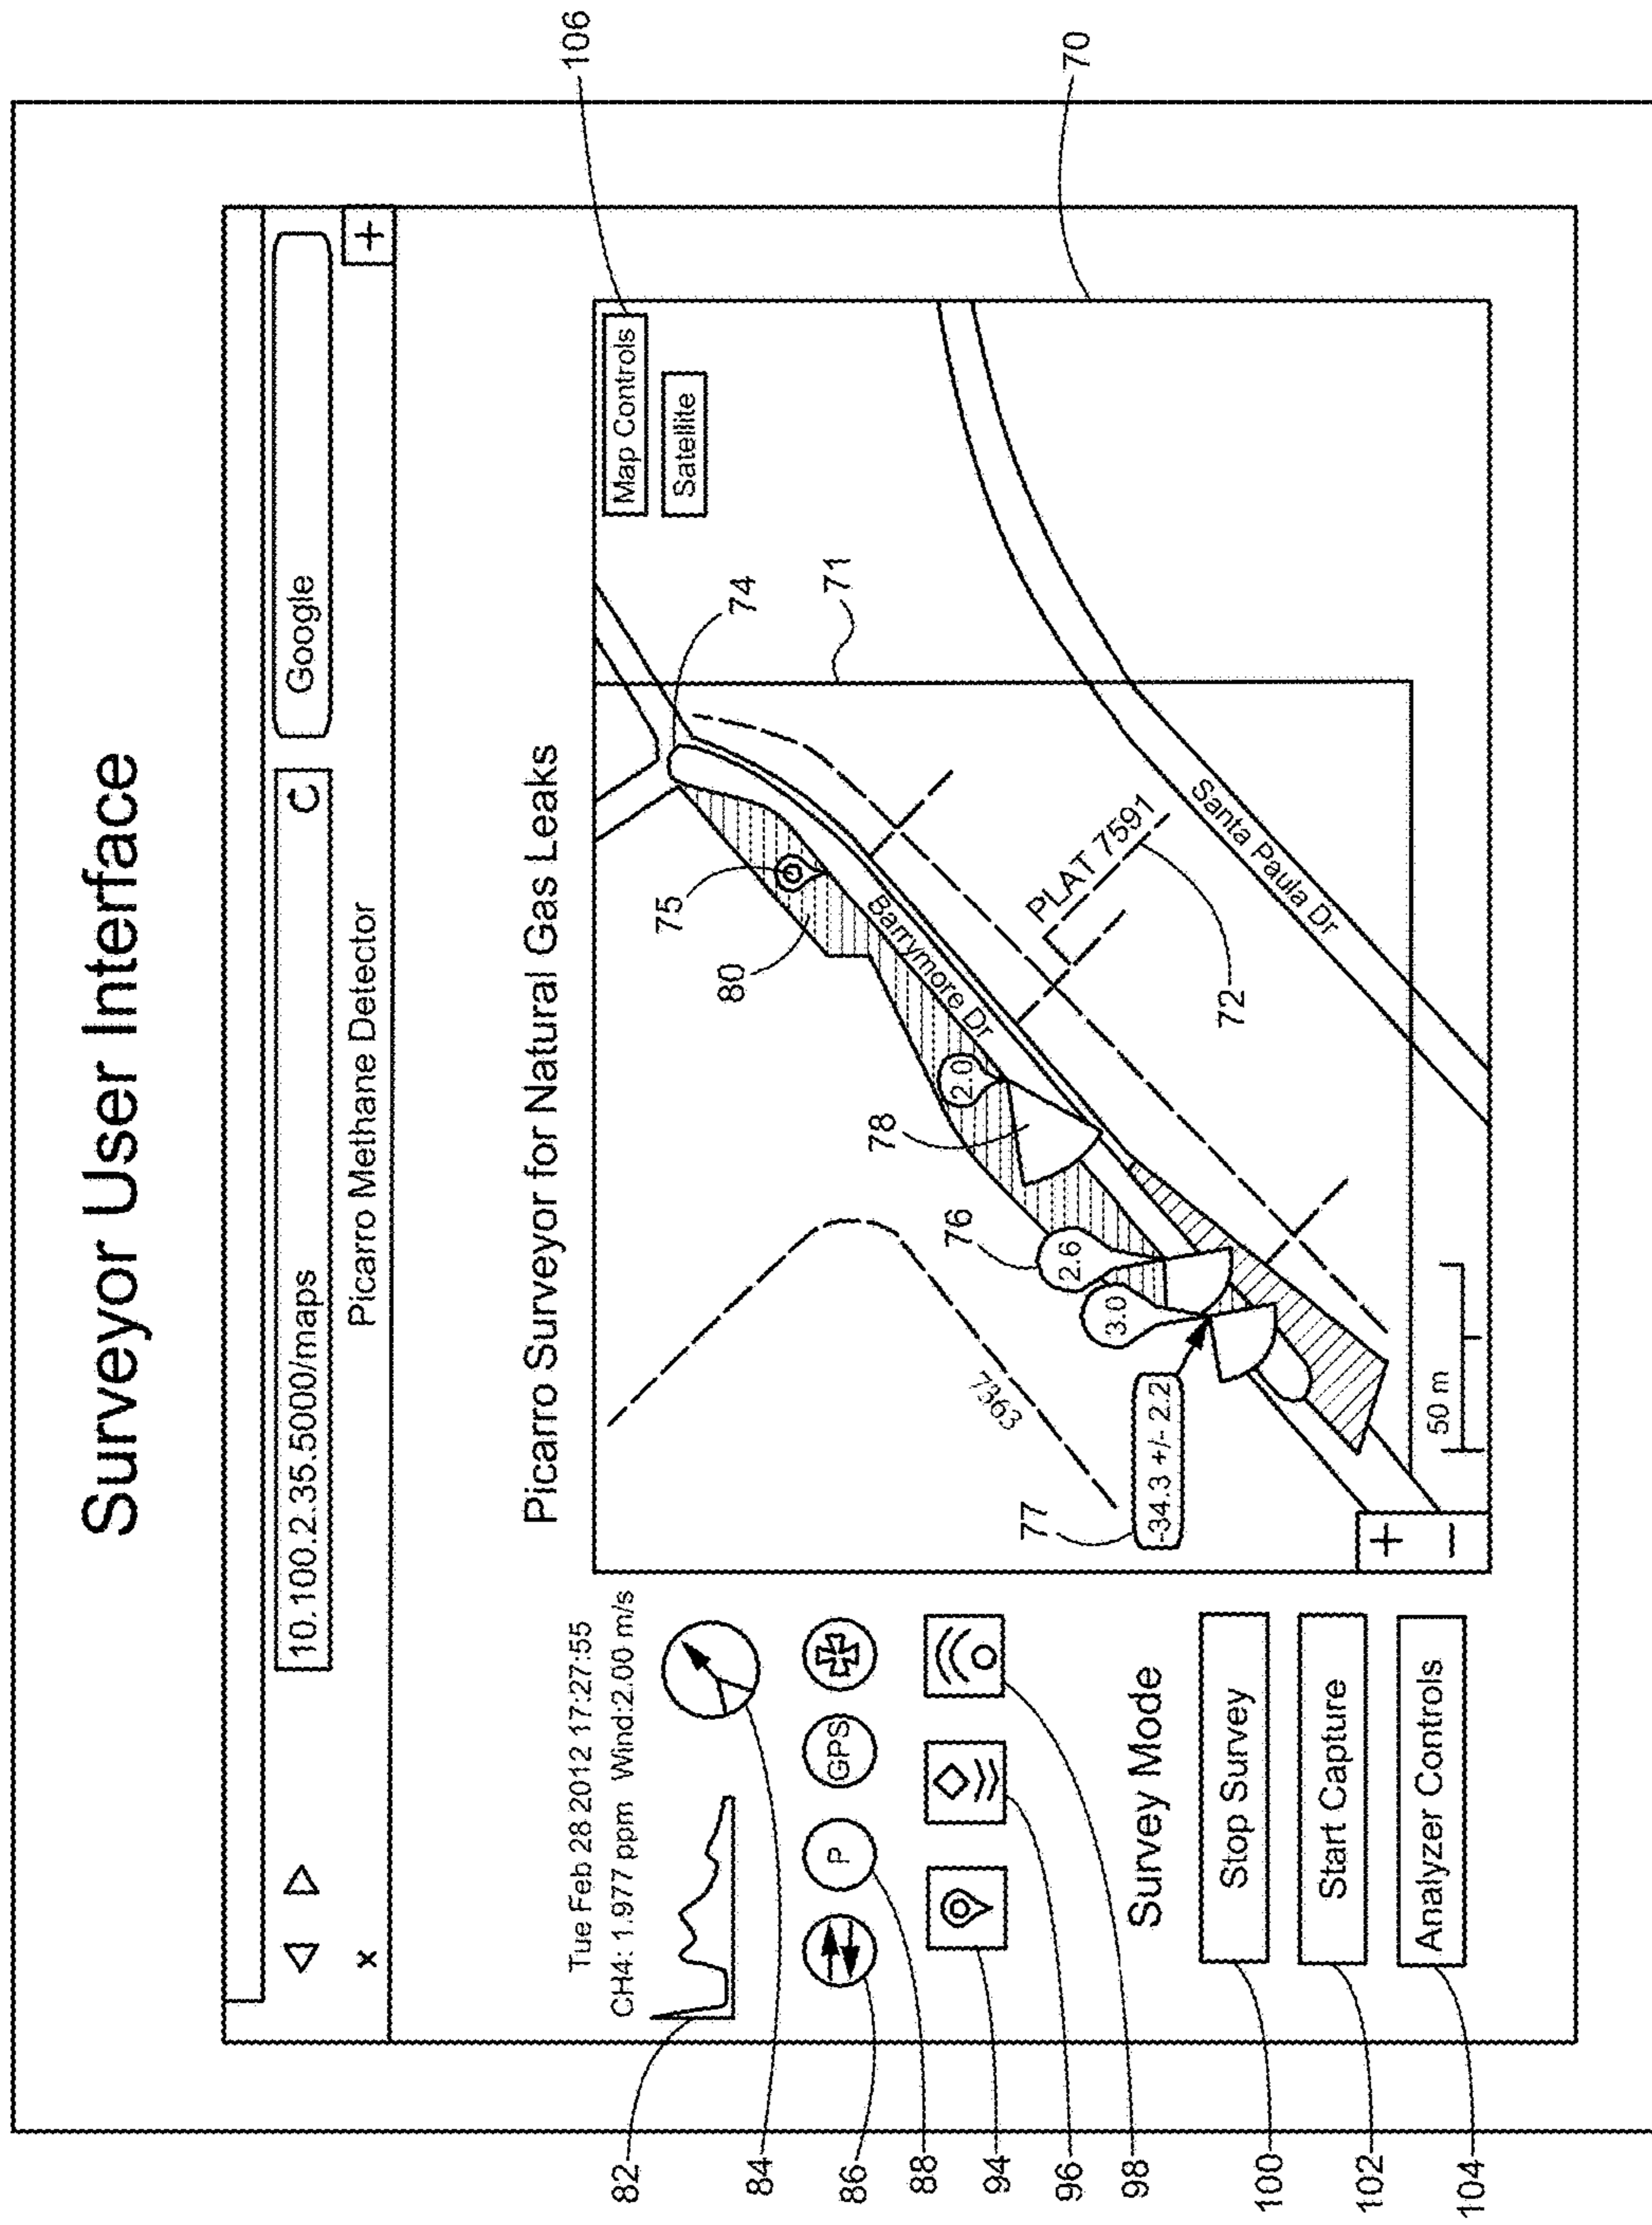 Surveyor User Interface
10.100.2.35.5000/maps
C
Google
x
Picarro Methane Detector
+
Tue Feb 28 2012 17:27:55
CH4: 1.977 ppm Wind:2.00 m/s
P
GPS
Survey Mode
Stop Survey
Start Capture
Analyzer Controls
Picarro Surveyor for Natural Gas Leaks
Map Controls
Satellite
Barrymore Dr
PLAT 7591
Santa Paula Dr
7363
2.0
2.6
3.0
-34.3 +/- 2.2
50 m
+
−
82
84
86
88
94
96
98
100
102
104
106
70
71
72
74
75
76
77
78
80